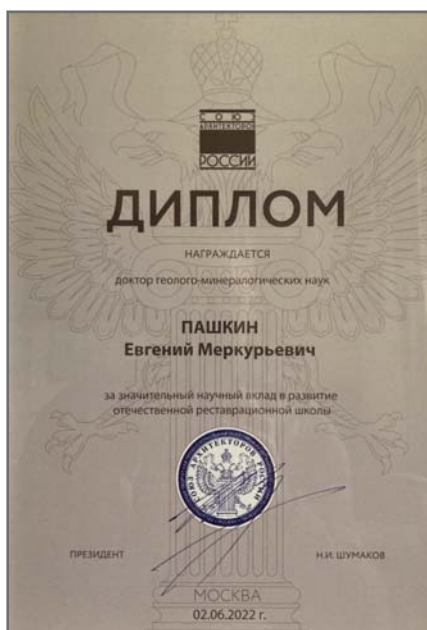 СОЮЗ
АРХИТЕКТОРОВ
РОССИИ
ДИПЛОМ
НАГРАЖДАЕТСЯ
доктор геолого-минералогических наук
ПАШКИН
Евгений Меркурьевич
за значительный научный вклад в развитие
отечественной реставрационной школы
СОЮЗ АРХИТЕКТОРОВ РОССИИ
ПРЕЗИДЕНТ Н.И. ШУМАКОВ
МОСКВА
02.06.2022 г.